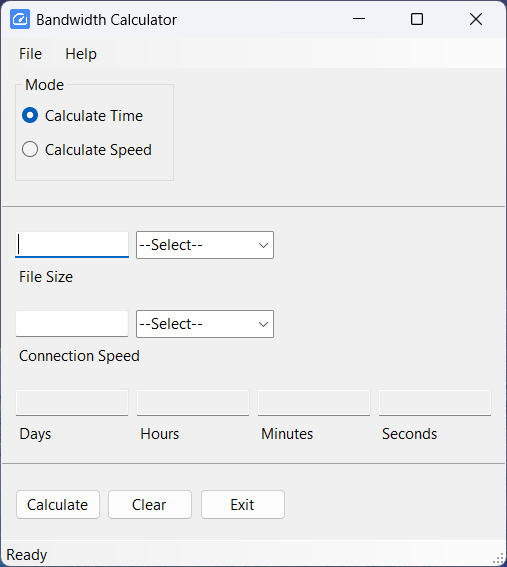 Bandwidth Calculator
File Help
Mode
Calculate Time
Calculate Speed
--Select--
File Size
--Select--
Connection Speed
Days Hours Minutes Seconds
Calculate Clear Exit
Ready